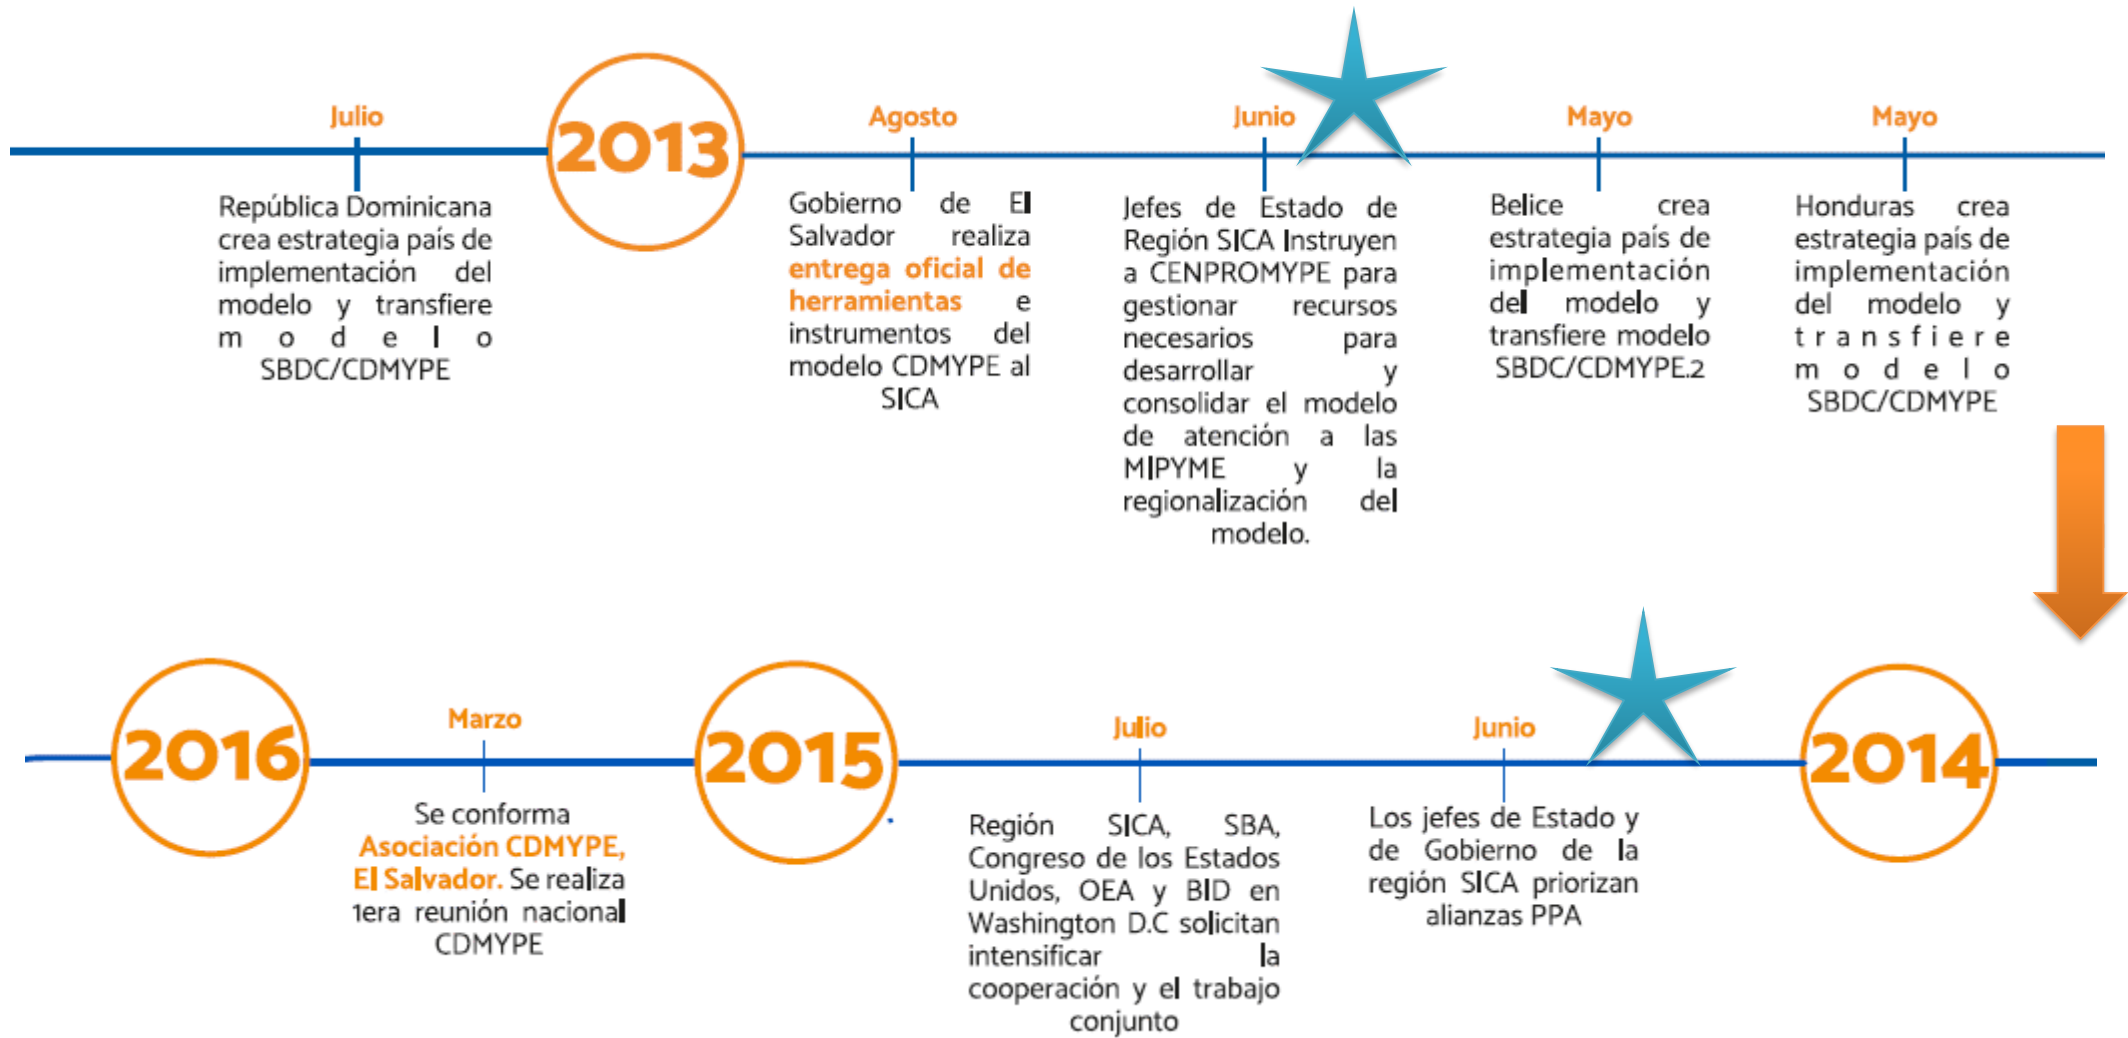 Julio
República Dominicana
crea estrategia país de
implementación del
modelo y transfiere
modelo
SBDC/CDMYPE
2013
Agosto
Gobierno de El
Salvador realiza
entrega oficial de
herramientas e
instrumentos del
modelo CDMYPE al
SICA
Junio
Jefes de Estado de
Región SICA Instruyen
a CENPROMYPE para
gestionar recursos
necesarios para
desarrollar y
consolidar el modelo
de atención a las
MIPYME y la
regionalización del
modelo.
Mayo
Belice crea
estrategia país de
implementación
del modelo y
transfiere modelo
SBDC/CDMYPE.2
Mayo
Honduras crea
estrategia país de
implementación
del modelo y
transfiere
modelo
SBDC/CDMYPE
2016
Marzo
Se conforma
Asociación CDMYPE,
El Salvador. Se realiza
1era reunión nacional
CDMYPE
2015
Julio
Región SICA, SBA,
Congreso de los Estados
Unidos, OEA y BID en
Washington D.C solicitan
intensificar la
cooperación y el trabajo
conjunto
Junio
Los jefes de Estado y
de Gobierno de la
región SICA priorizan
alianzas PPA
2014